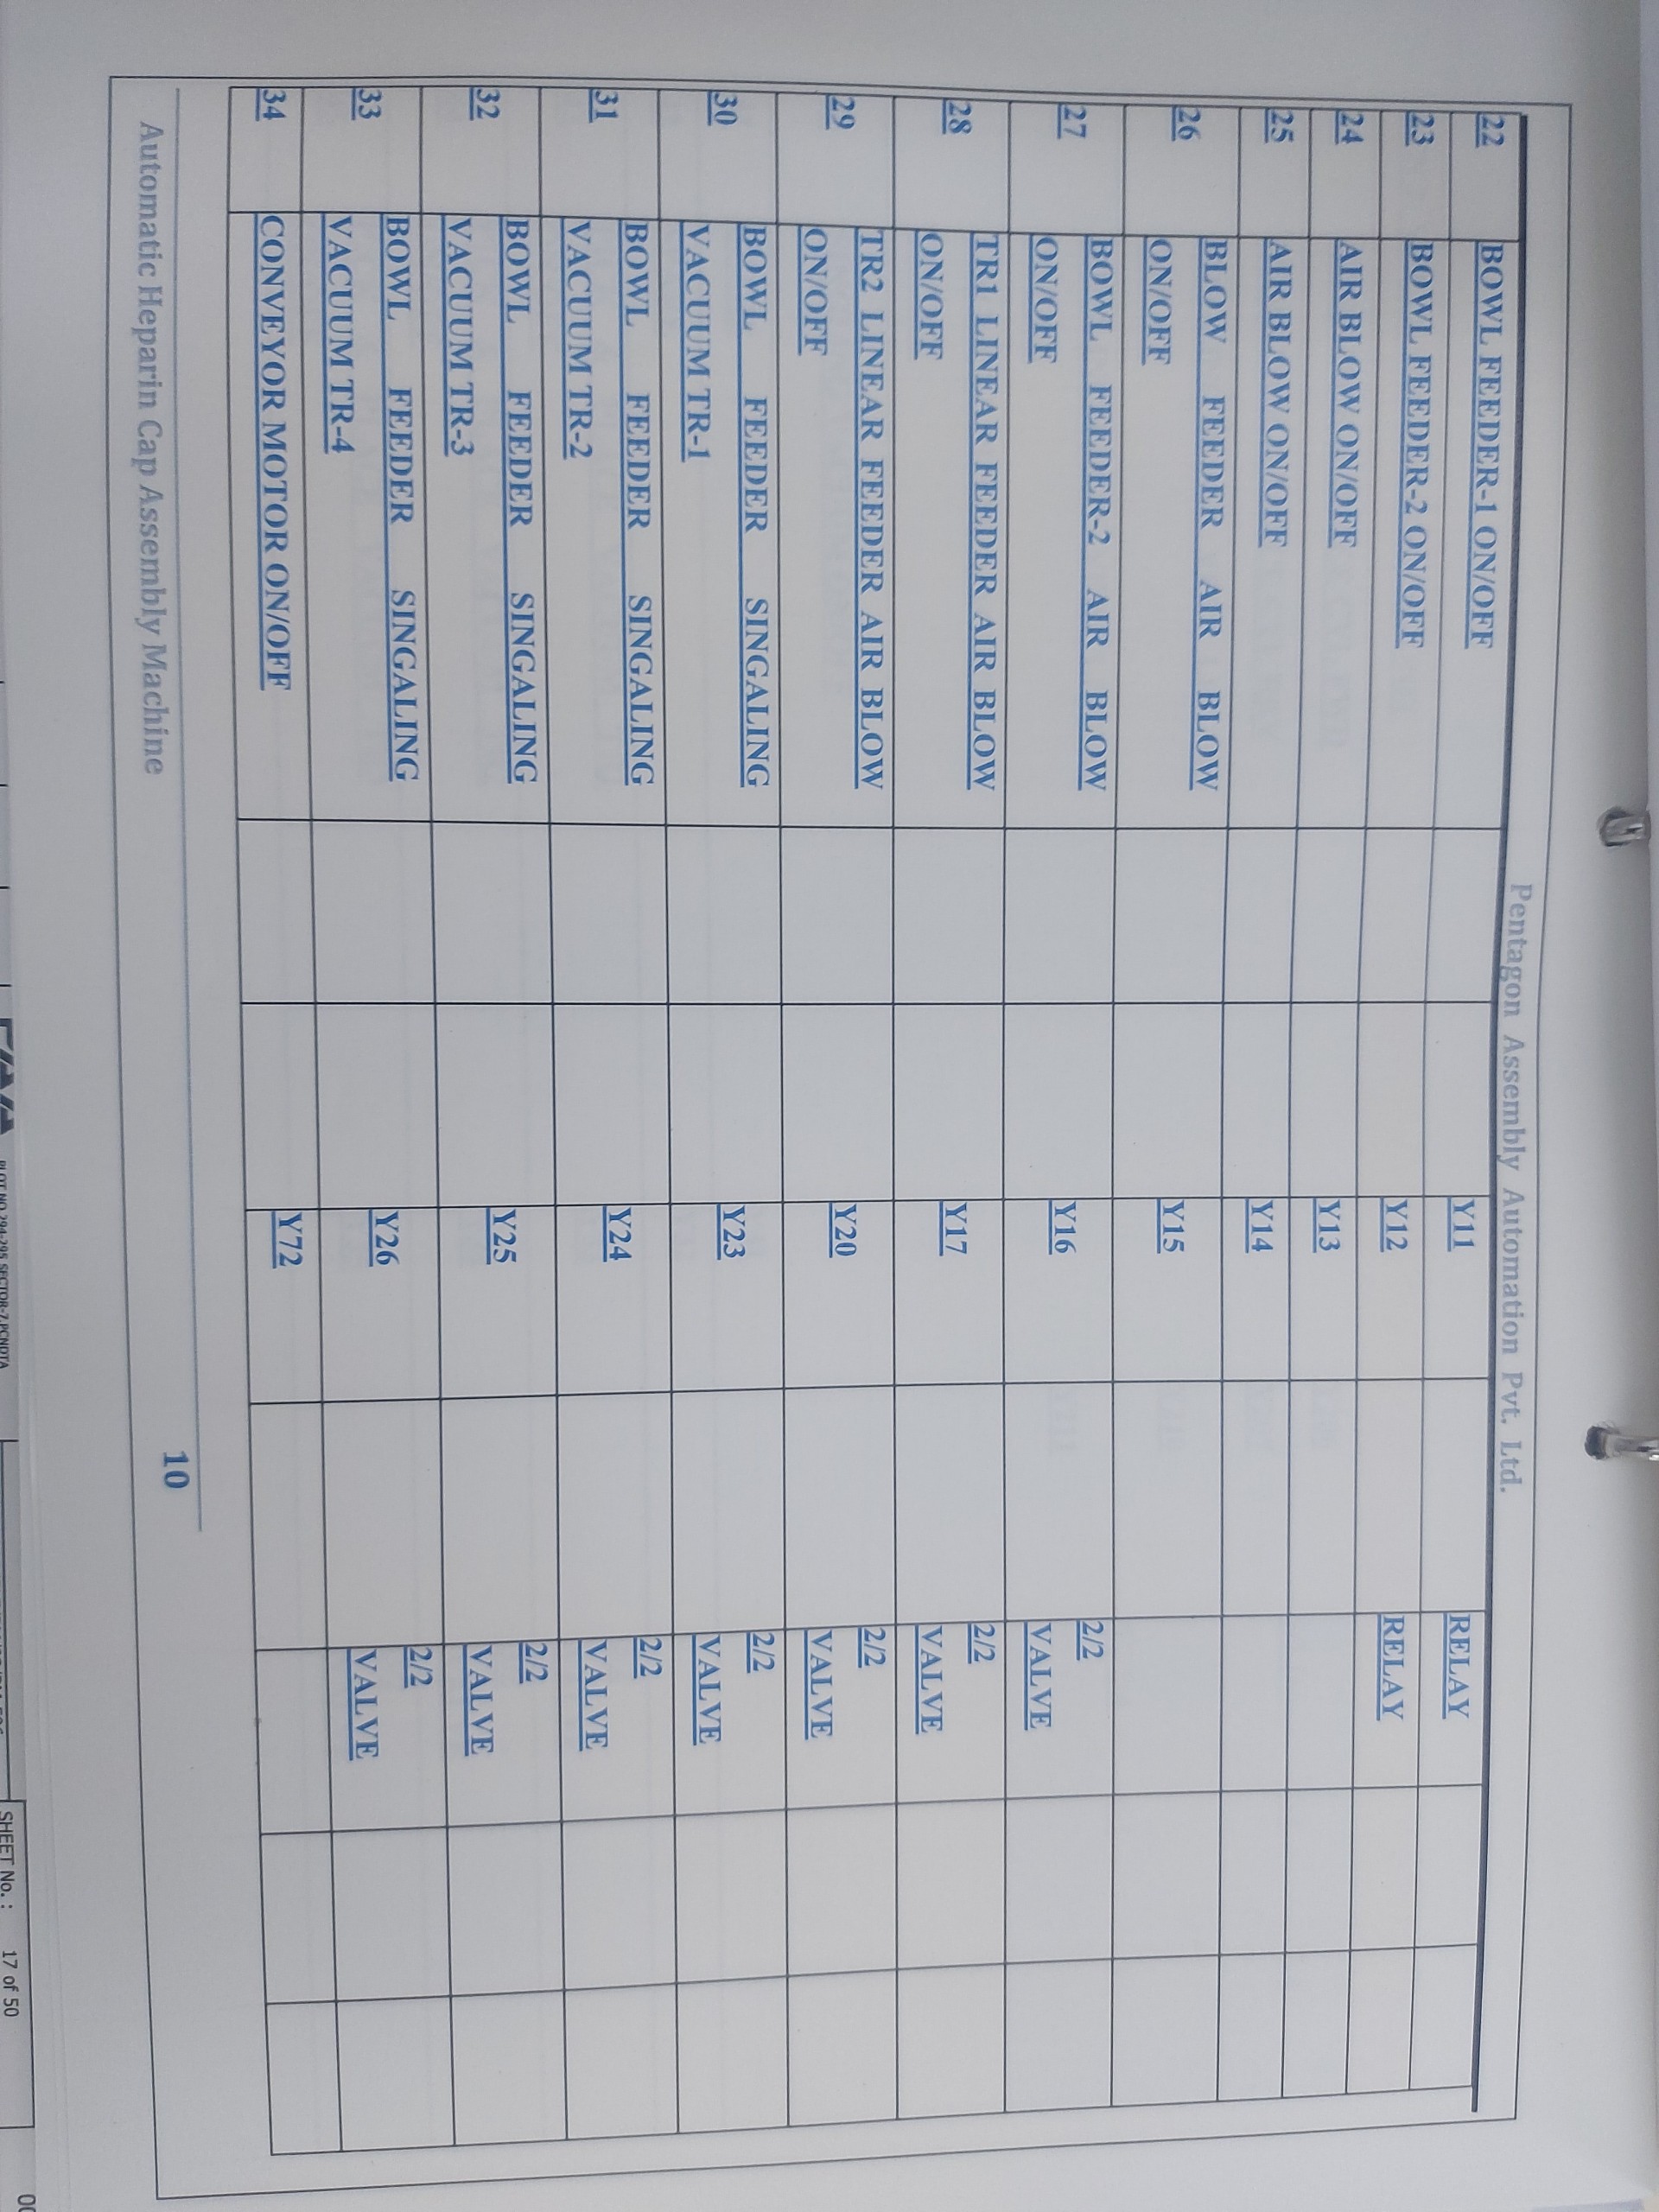 Pentagon Assembly Automation Pvt. Ltd.
22 BOWL FEEDER-1 ON/OFF Y11 RELAY
23 BOWL FEEDER-2 ON/OFF Y12 RELAY
24 AIR BLOW ON/OFF Y13
25 AIR BLOW ON/OFF Y14
26 BLOW FEEDER AIR BLOW
ON/OFF Y15
27 BOWL FEEDER-2 AIR BLOW
ON/OFF Y16 2/2
VALVE
28 TR1 LINEAR FEEDER AIR BLOW
ON/OFF Y17 2/2
VALVE
29 TR2 LINEAR FEEDER AIR BLOW
ON/OFF Y20 2/2
VALVE
30 BOWL FEEDER SINGALING
VACUUM TR-1 Y23 2/2
VALVE
31 BOWL FEEDER SINGALING
VACUUM TR-2 Y24 2/2
VALVE
32 BOWL FEEDER SINGALING
VACUUM TR-3 Y25 2/2
VALVE
33 BOWL FEEDER SINGALING
VACUUM TR-4 Y26 2/2
VALVE
34 CONVEYOR MOTOR ON/OFF Y72
10
Automatic Heparin Cap Assembly Machine
PLOT NO 294-295 SECTOR-7, PCNDTA
SHEET No. : 17 of 50